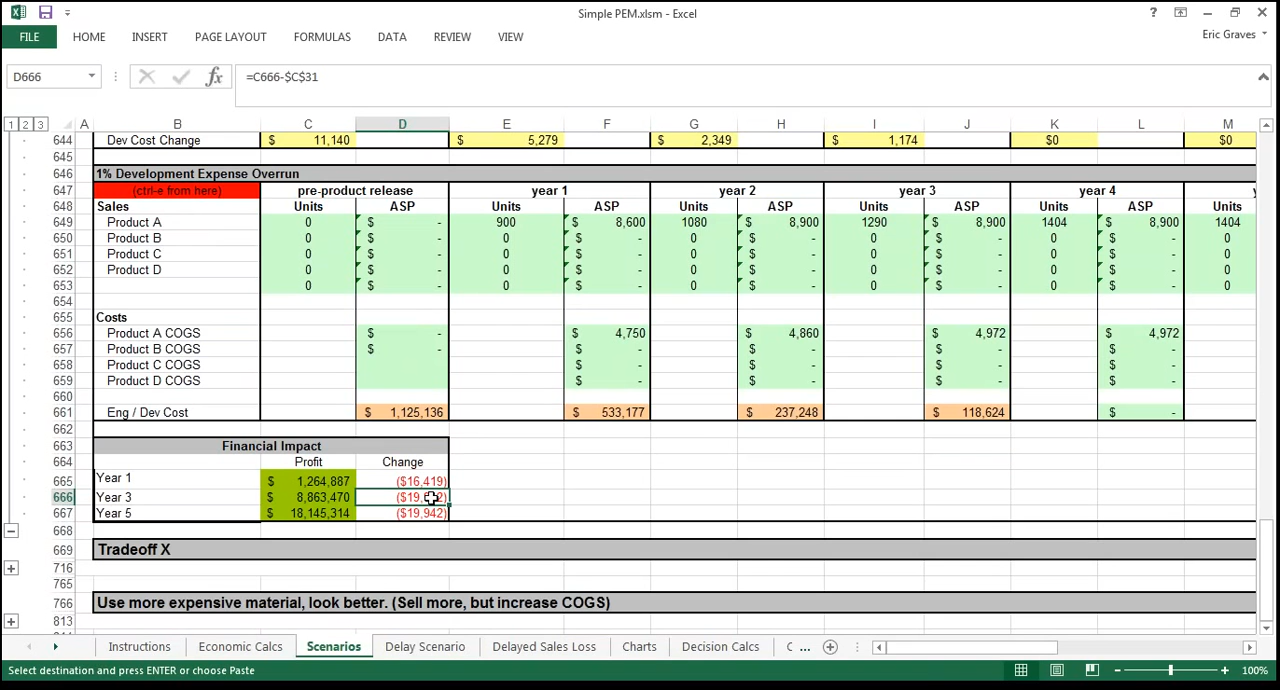 Simple PEM.xlsm - Excel
FILE HOME INSERT PAGE LAYOUT FORMULAS DATA REVIEW VIEW Eric Graves
D666 fx =C666-$C$31
1 2 3 A B C D E F G H I J K L M
644 Dev Cost Change $ 11,140 $ 5,279 $ 2,349 $ 1,174 $0 $0
645
646 1% Development Expense Overrun
647 (ctrl-e from here) pre-product release year 1 year 2 year 3 year 4
648 Sales Units ASP Units ASP Units ASP Units ASP Units ASP Units
649 Product A 0 $ - 900 $ 8,600 1080 $ 8,900 1290 $ 8,900 1404 $ 8,900 1404
650 Product B 0 $ - 0 $ - 0 $ - 0 $ - 0 $ - 0
651 Product C 0 $ - 0 $ - 0 $ - 0 $ - 0 $ - 0
652 Product D 0 $ - 0 $ - 0 $ - 0 $ - 0 $ - 0
653 0 $ - 0 $ - 0 $ - 0 $ - 0 $ - 0
654
655 Costs
656 Product A COGS $ - $ 4,750 $ 4,860 $ 4,972 $ 4,972
657 Product B COGS $ - $ - $ - $ - $ -
658 Product C COGS $ - $ - $ - $ -
659 Product D COGS $ - $ - $ - $ -
660
661 Eng / Dev Cost $ 1,125,136 $ 533,177 $ 237,248 $ 118,624 $ -
662
663 Financial Impact
664 Profit Change
665 Year 1 $ 1,264,887 ($16,419)
666 Year 3 $ 8,863,470
667 Year 5 $ 18,145,314 ($19,942)
668
669 Tradeoff X
716
765
766 Use more expensive material, look better. (Sell more, but increase COGS)
813
Instructions Economic Calcs Scenarios Delay Scenario Delayed Sales Loss Charts Decision Calcs ...
Select destination and press ENTER or choose Paste 100%